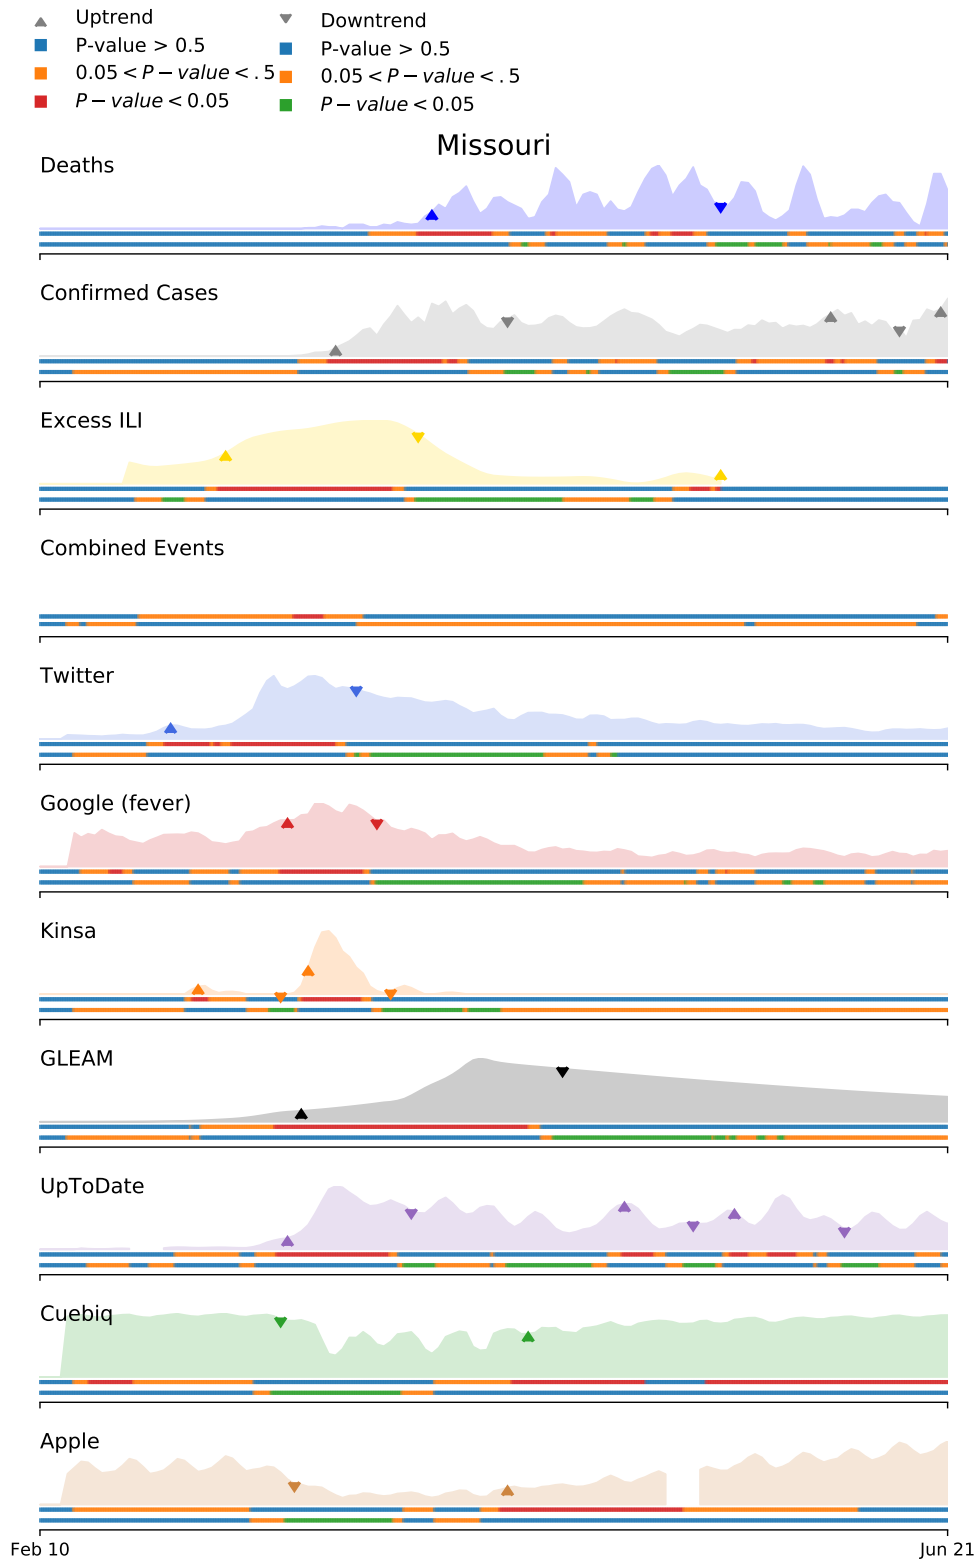 Uptrend
P-value > 0.5
0.05 < P − value < .5
P − value < 0.05
Downtrend
P-value > 0.5
0.05 < P − value < .5
P − value < 0.05
Missouri
Deaths
Confirmed Cases
Excess ILI
Combined Events
Twitter
Google (fever)
Kinsa
GLEAM
UpToDate
Cuebiq
Apple
Feb 10
Jun 21